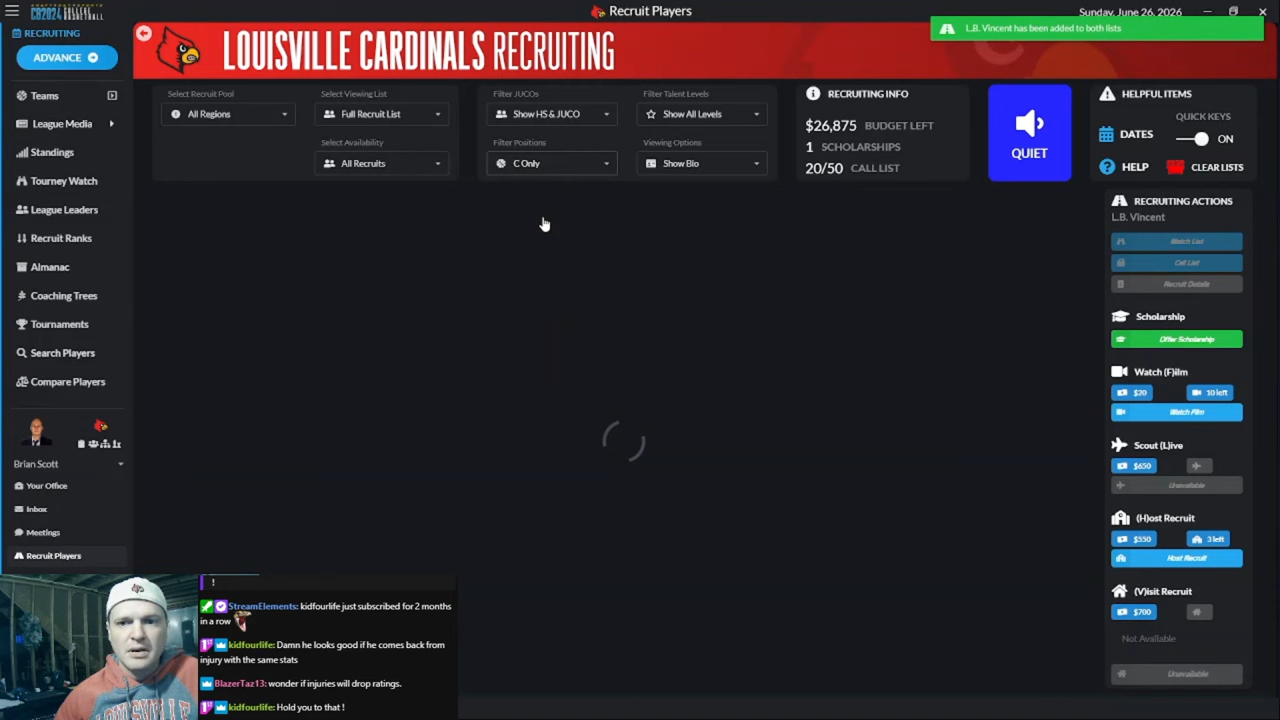 CB2024 COLLEGE BASKETBALL
Recruit Players
Sunday, June 26, 2026
RECRUITING
ADVANCE
L.B. Vincent has been added to both lists
LOUISVILLE CARDINALS RECRUITING
Teams
League Media
Standings
Tourney Watch
League Leaders
Recruit Ranks
Almanac
Coaching Trees
Tournaments
Search Players
Compare Players
Brian Scott
Your Office
Inbox
Meetings
Recruit Players
Select Recruit Pool
All Regions
Select Viewing List
Full Recruit List
Select Availability
All Recruits
Filter JUCOs
Show HS & JUCO
Filter Positions
C Only
Filter Talent Levels
Show All Levels
Viewing Options
Show Bio
RECRUITING INFO
$26,875 BUDGET LEFT
1 SCHOLARSHIPS
20/50 CALL LIST
QUIET
HELPFUL ITEMS
QUICK KEYS
DATES
ON
HELP
CLEAR LISTS
RECRUITING ACTIONS
L.B. Vincent
Watch List
Call List
Recruit Details
Scholarship
Offer Scholarship
Watch (F)ilm
$20
10 left
Watch Film
Scout (L)ive
$650
Unavailable
(H)ost Recruit
$550
3 left
Host Recruit
(V)isit Recruit
$700
Not Available
Unavailable
!
StreamElements: kidfourlife just subscribed for 2 months
in a row
kidfourlife: Damn he looks good if he comes back from
injury with the same stats
BlazerTaz13: wonder if injuries will drop ratings.
kidfourlife: Hold you to that !
LOUISVILLE